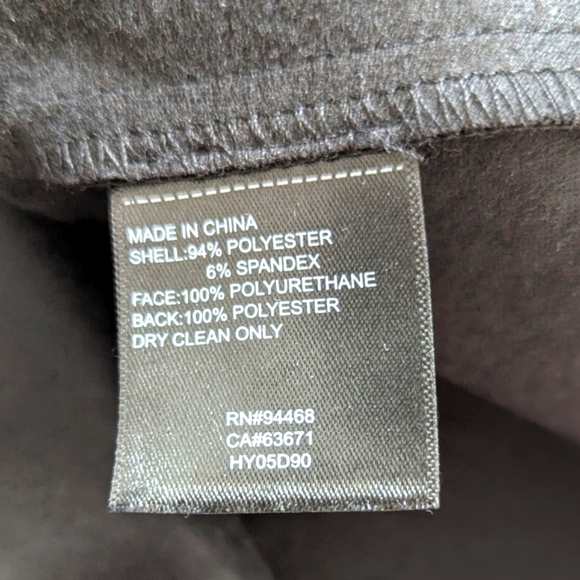 MADE IN CHINA
SHELL:94% POLYESTER
6% SPANDEX
FACE:100% POLYURETHANE
BACK:100% POLYESTER
DRY CLEAN ONLY
RN#94468
CA#63671
HY05D90